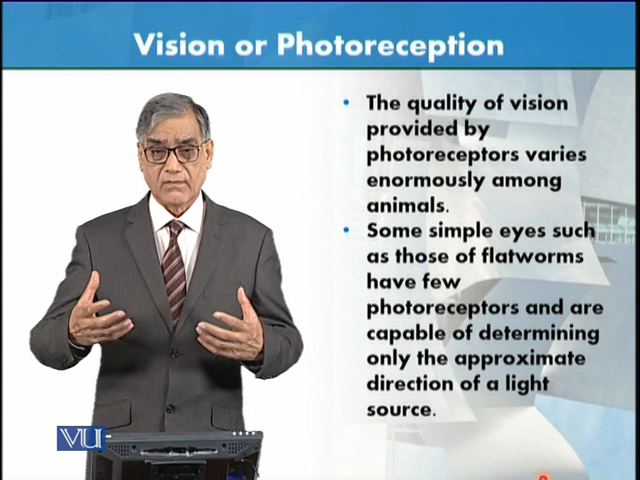 Vision or Photoreception
• The quality of vision
provided by
photoreceptors varies
enormously among
animals.
• Some simple eyes such
as those of flatworms
have few
photoreceptors and are
capable of determining
only the approximate
direction of a light
source.
VU